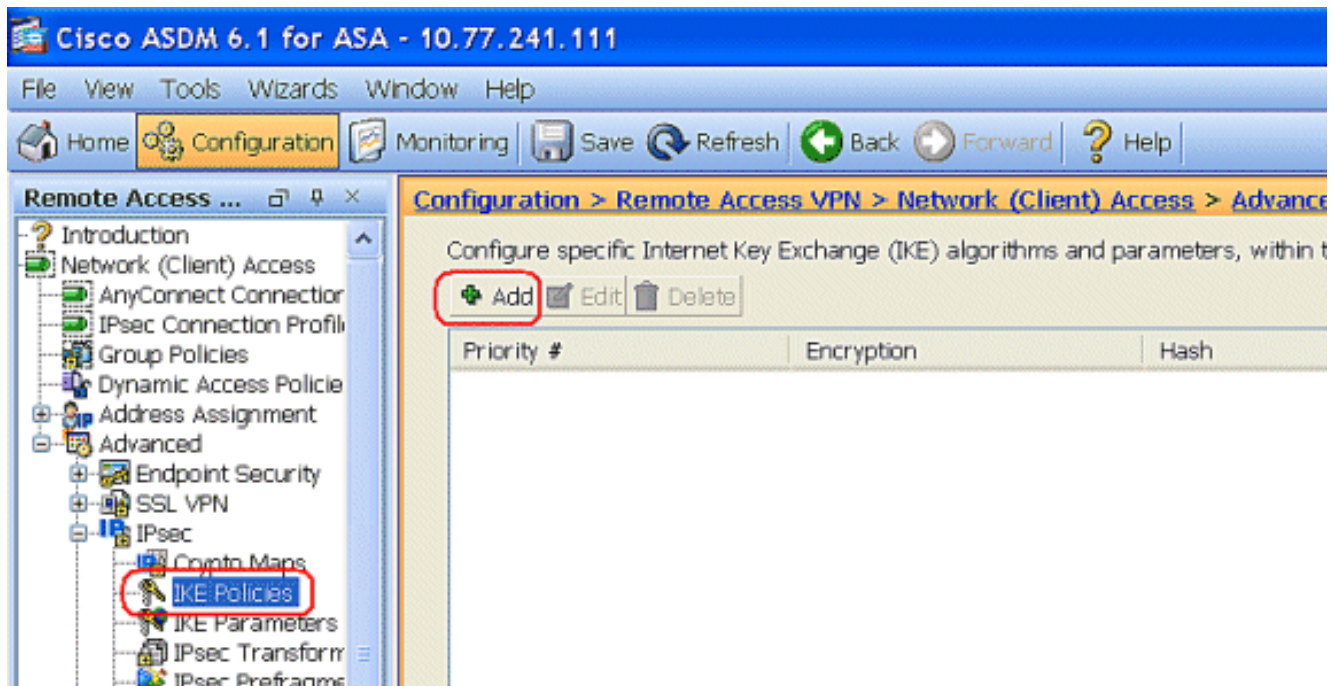 Cisco ASDM 6.1 for ASA - 10.77.241.111
File View Tools Wizards Window Help
Home Configuration Monitoring Save Refresh Back Forward Help
Remote Access ...
Configuration > Remote Access VPN > Network (Client) Access > Advance
Introduction
Network (Client) Access
AnyConnect Connection
IPsec Connection Profil
Group Policies
Dynamic Access Policie
Address Assignment
Advanced
Endpoint Security
SSL VPN
IPsec
Crypto Maps
IKE Policies
IKE Parameters
IPsec Transform
IPsec Prefragme
Configure specific Internet Key Exchange (IKE) algorithms and parameters, within t
Add Edit Delete
Priority # Encryption Hash